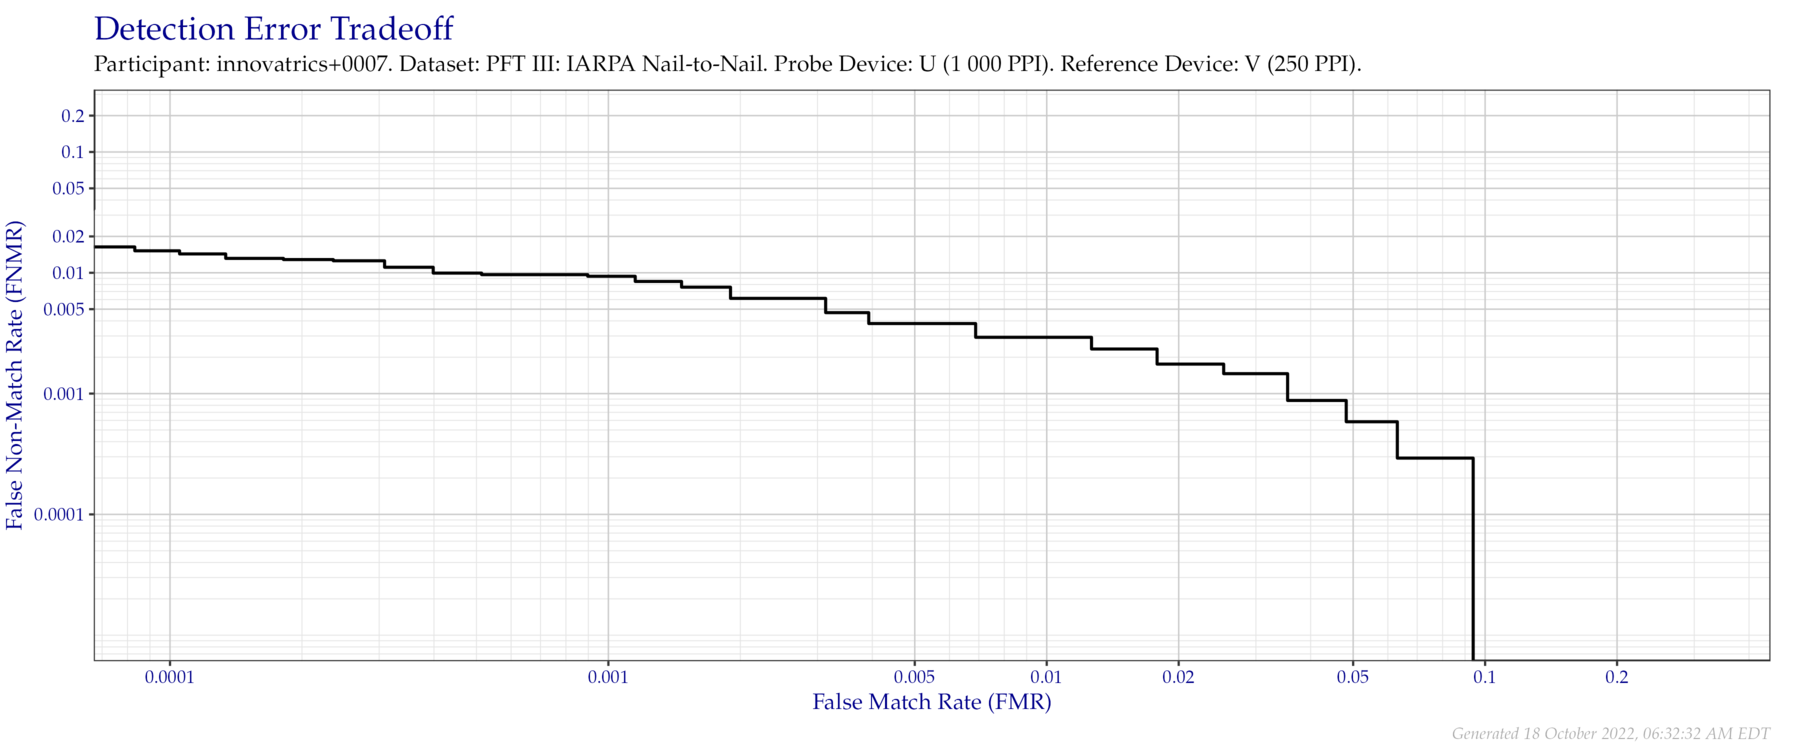 Detection Error Tradeoff
Participant: innovatrics+0007. Dataset: PFT III: IARPA Nail-to-Nail. Probe Device: U (1 000 PPI). Reference Device: V (250 PPI).
False Non-Match Rate (FNMR)
0.2
0.1
0.05
0.02
0.01
0.005
0.001
0.0001
0.0001 0.001 0.005 0.01 0.02 0.05 0.1 0.2
False Match Rate (FMR)
Generated 18 October 2022, 06:32:32 AM EDT